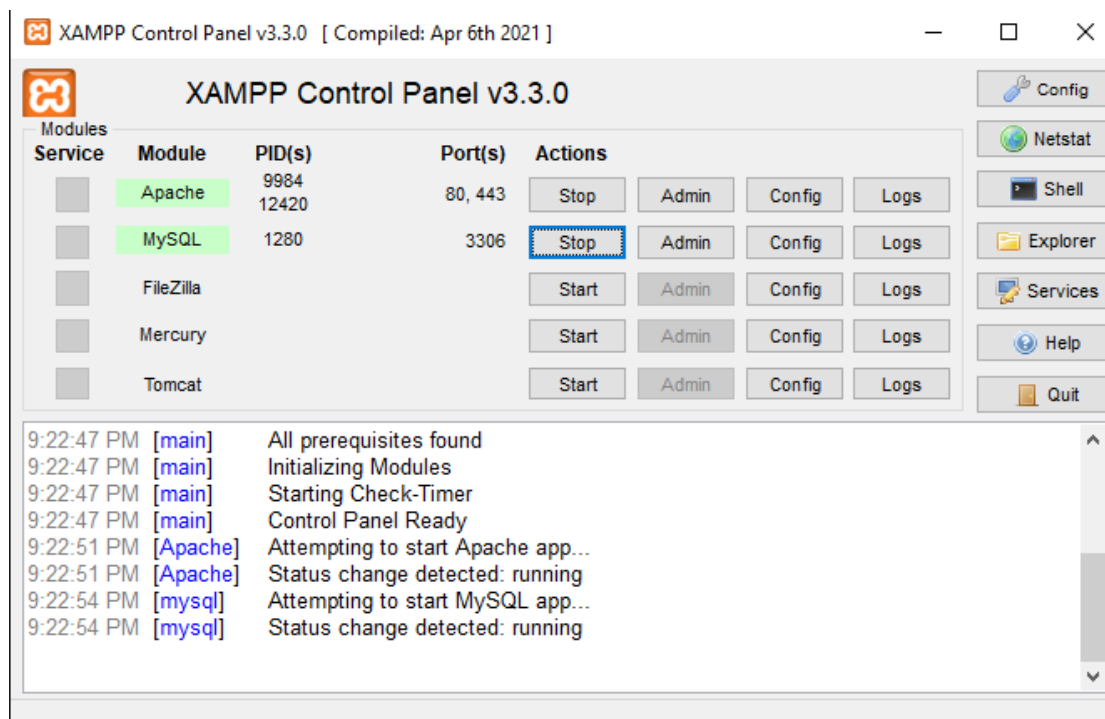 XAMPP Control Panel v3.3.0 [ Compiled: Apr 6th 2021 ]
XAMPP Control Panel v3.3.0
Config
Modules
Service Module PID(s) Port(s) Actions
Netstat
Apache 9984 12420 80, 443 Stop Admin Config Logs
Shell
MySQL 1280 3306 Stop Admin Config Logs
Explorer
FileZilla Start Admin Config Logs
Services
Mercury Start Admin Config Logs
Help
Tomcat Start Admin Config Logs
Quit
9:22:47 PM [main] All prerequisites found
9:22:47 PM [main] Initializing Modules
9:22:47 PM [main] Starting Check-Timer
9:22:47 PM [main] Control Panel Ready
9:22:51 PM [Apache] Attempting to start Apache app...
9:22:51 PM [Apache] Status change detected: running
9:22:54 PM [mysql] Attempting to start MySQL app...
9:22:54 PM [mysql] Status change detected: running